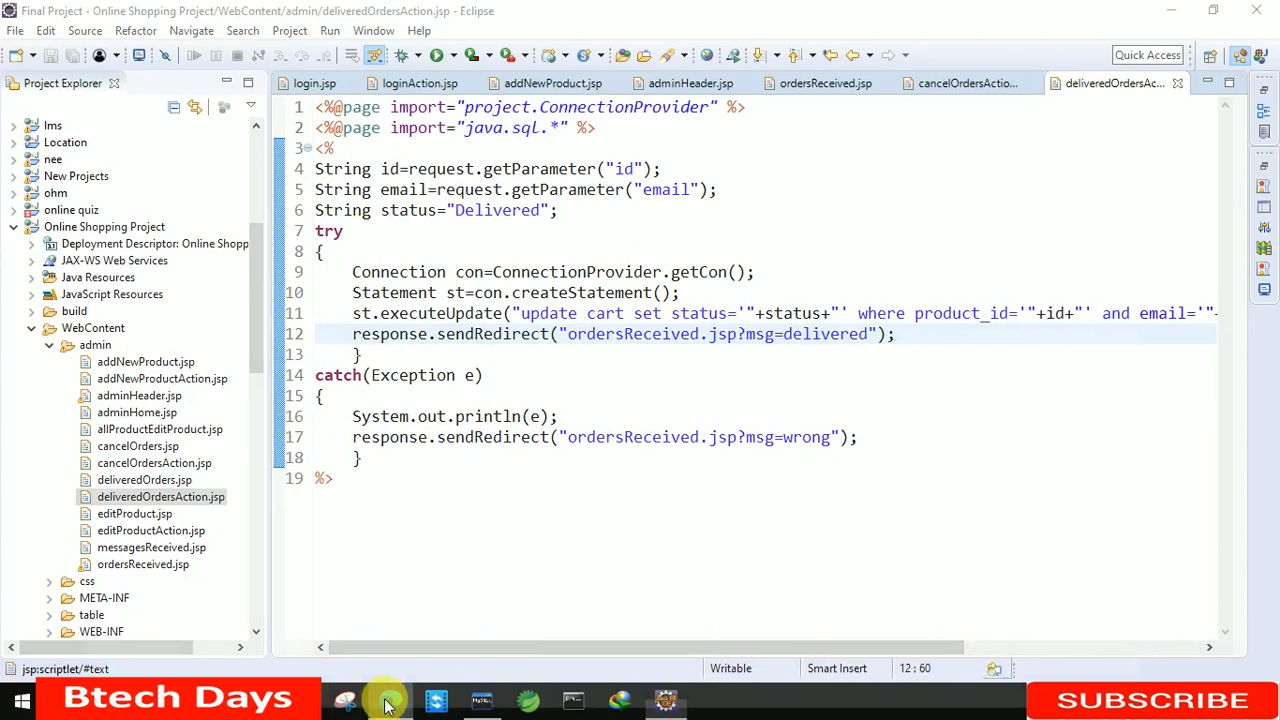 Final Project - Online Shopping Project/WebContent/admin/deliveredOrdersAction.jsp - Eclipse
File Edit Source Refactor Navigate Search Project Run Window Help
Quick Access
Project Explorer
login.jsp loginAction.jsp addNewProduct.jsp adminHeader.jsp ordersReceived.jsp cancelOrdersActio... deliveredOrdersAc...
lms
Location
nee
New Projects
ohm
online quiz
Online Shopping Project
Deployment Descriptor: Online Shopp
JAX-WS Web Services
Java Resources
JavaScript Resources
build
WebContent
admin
addNewProduct.jsp
addNewProductAction.jsp
adminHeader.jsp
adminHome.jsp
allProductEditProduct.jsp
cancelOrders.jsp
cancelOrdersAction.jsp
deliveredOrders.jsp
deliveredOrdersAction.jsp
editProduct.jsp
editProductAction.jsp
messagesReceived.jsp
ordersReceived.jsp
css
META-INF
table
WEB-INF
1 <%@page import="project.ConnectionProvider" %>
2 <%@page import="java.sql.*" %>
3 <%
4 String id=request.getParameter("id");
5 String email=request.getParameter("email");
6 String status="Delivered";
7 try
8 {
9 Connection con=ConnectionProvider.getCon();
10 Statement st=con.createStatement();
11 st.executeUpdate("update cart set status='"+status+"' where product_id='"+id+"' and email='"
12 response.sendRedirect("ordersReceived.jsp?msg=delivered");
13 }
14 catch(Exception e)
15 {
16 System.out.println(e);
17 response.sendRedirect("ordersReceived.jsp?msg=wrong");
18 }
19 %>
jsp:scriptlet/#text
Writable Smart Insert 12 : 60
Btech Days
SUBSCRIBE